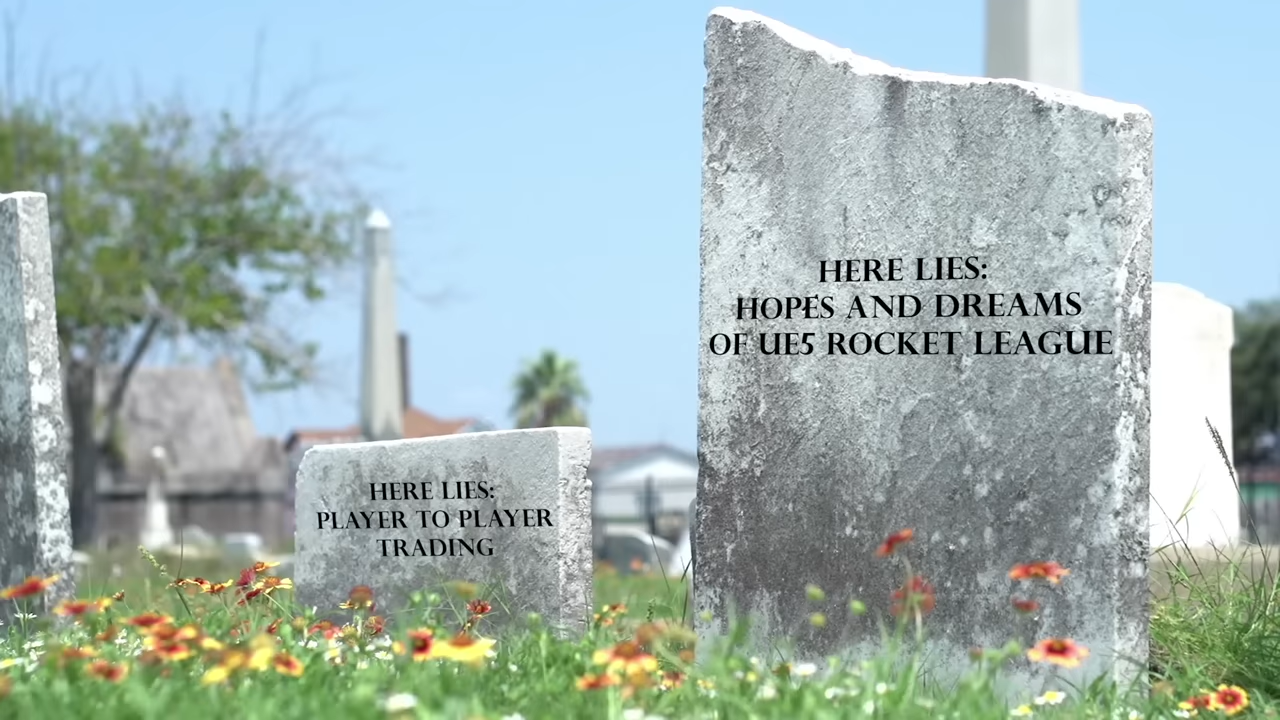 HERE LIES:
PLAYER TO PLAYER
TRADING
HERE LIES:
HOPES AND DREAMS
OF UE5 ROCKET LEAGUE